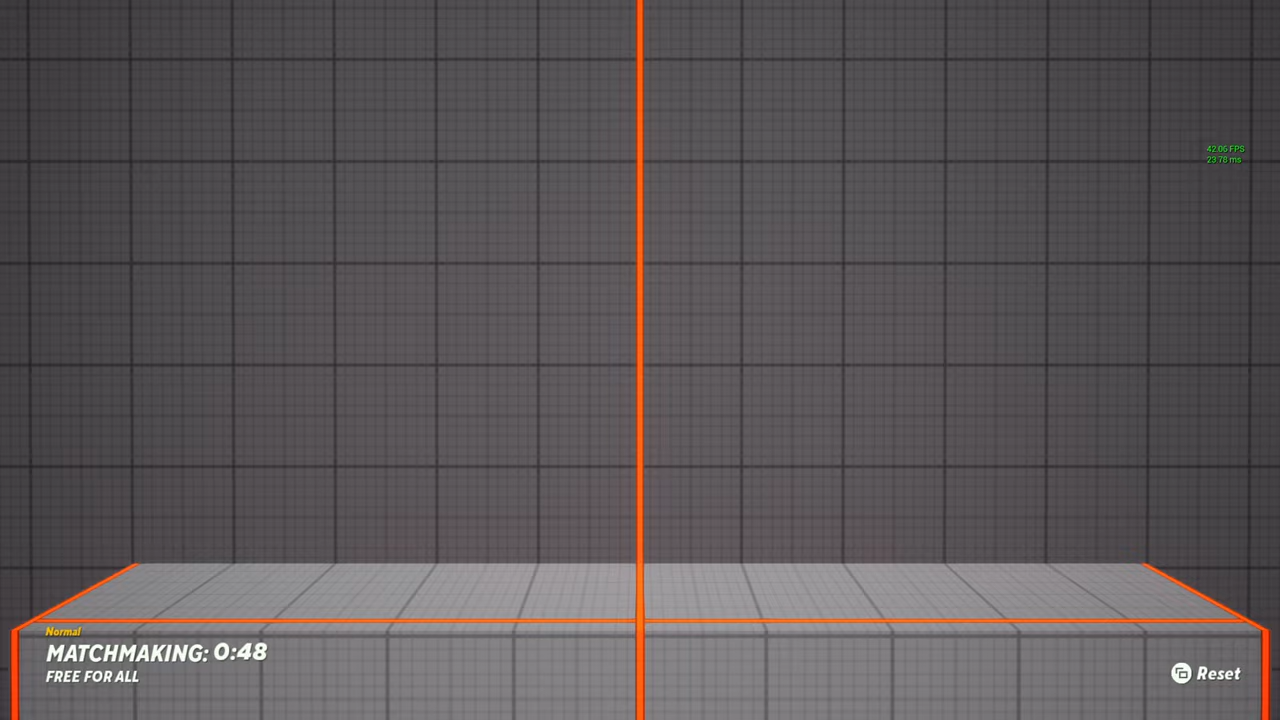 42.06 FPS
23.78 ms
Normal
MATCHMAKING: 0:48
FREE FOR ALL
Reset